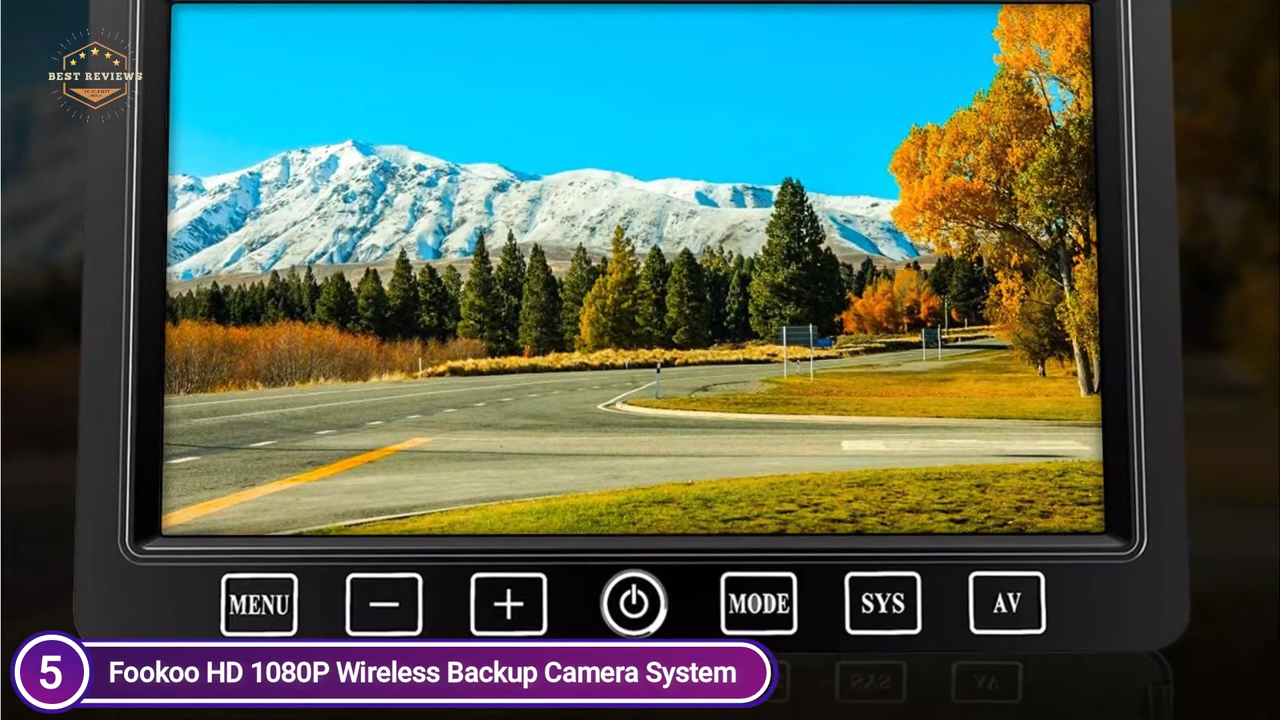 BEST REVIEWS
MENU
MODE
SYS
AV
5
Fookoo HD 1080P Wireless Backup Camera System